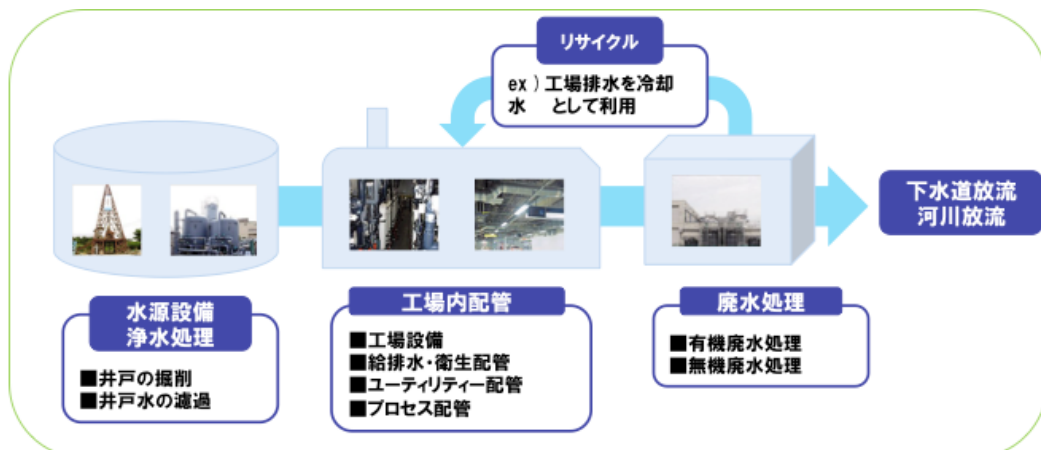 リサイクル
ex）工場排水を冷却
水　として利用
下水道放流
河川放流
水源設備
浄水処理
■井戸の掘削
■井戸水の濾過
工場内配管
■工場設備
■給排水・衛生配管
■ユーティリティー配管
■プロセス配管
廃水処理
■有機廃水処理
■無機廃水処理